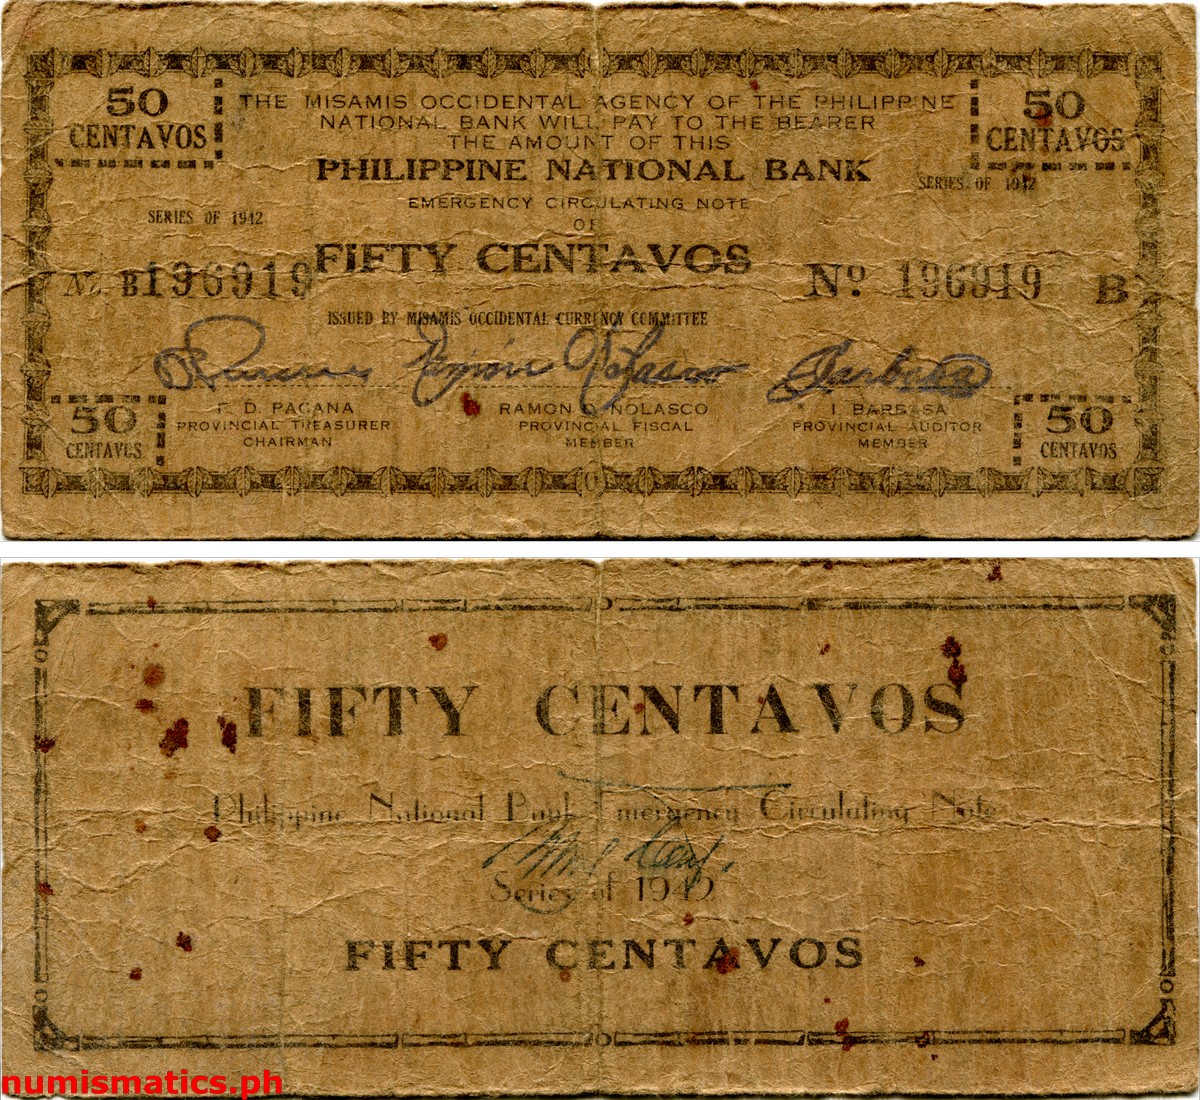 50 CENTAVOS
THE MISAMIS OCCIDENTAL AGENCY OF THE PHILIPPINE
NATIONAL BANK WILL PAY TO THE BEARER
THE AMOUNT OF THIS
PHILIPPINE NATIONAL BANK
EMERGENCY CIRCULATING NOTE
OF
FIFTY CENTAVOS
50 CENTAVOS
SERIES OF 1942
SERIES OF 1942
No. B196919
No. 196919 B
ISSUED BY MISAMIS OCCIDENTAL CURRENCY COMMITTEE
Ramón Nolasco
F. D. PACANA
PROVINCIAL TREASURER
CHAIRMAN
RAMON NOLASCO
PROVINCIAL FISCAL
MEMBER
I. BARBASA
PROVINCIAL AUDITOR
MEMBER
50
CENTAVOS
50
CENTAVOS
FIFTY CENTAVOS
Philippine National Bank Emergency Circulating Note
Series of 1942
FIFTY CENTAVOS
numismatics.ph